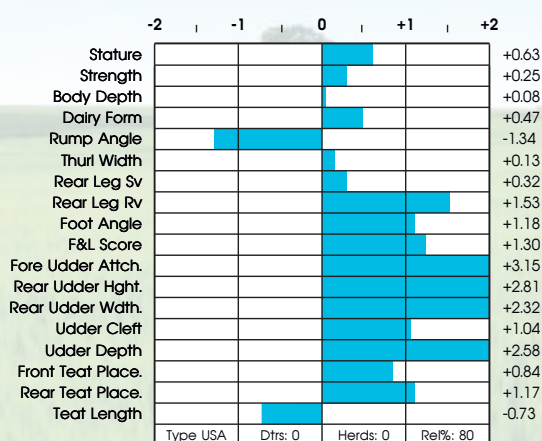 -2 -1 0 +1 +2
Stature +0.63
Strength +0.25
Body Depth +0.08
Dairy Form +0.47
Rump Angle -1.34
Thurl Width +0.13
Rear Leg Sv +0.32
Rear Leg Rv +1.53
Foot Angle +1.18
F&L Score +1.30
Fore Udder Attch. +3.15
Rear Udder Hght. +2.81
Rear Udder Wdth. +2.32
Udder Cleft +1.04
Udder Depth +2.58
Front Teat Place. +0.84
Rear Teat Place. +1.17
Teat Length -0.73
Type USA Dtrs: 0 Herds: 0 Rel%: 80